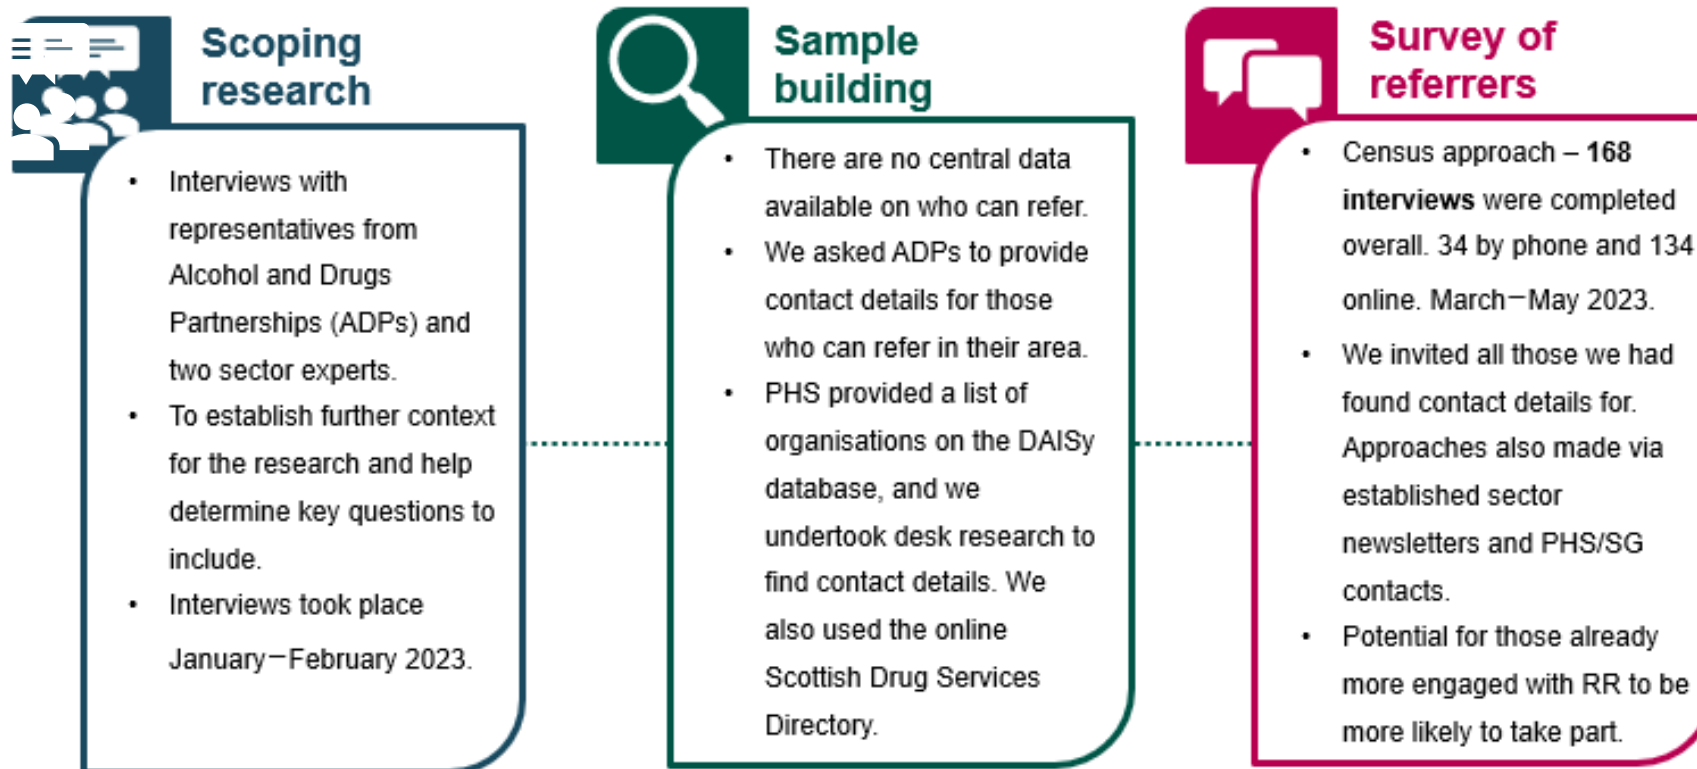 Scoping
research
• Interviews with
representatives from
Alcohol and Drugs
Partnerships (ADPs) and
two sector experts.
• To establish further context
for the research and help
determine key questions to
include.
• Interviews took place
January–February 2023.
Sample
building
• There are no central data
available on who can refer.
• We asked ADPs to provide
contact details for those
who can refer in their area.
• PHS provided a list of
organisations on the DAISy
database, and we
undertook desk research to
find contact details. We
also used the online
Scottish Drug Services
Directory.
Survey of
referrers
• Census approach – 168
interviews were completed
overall. 34 by phone and 134
online. March–May 2023.
• We invited all those we had
found contact details for.
Approaches also made via
established sector
newsletters and PHS/SG
contacts.
• Potential for those already
more engaged with RR to be
more likely to take part.